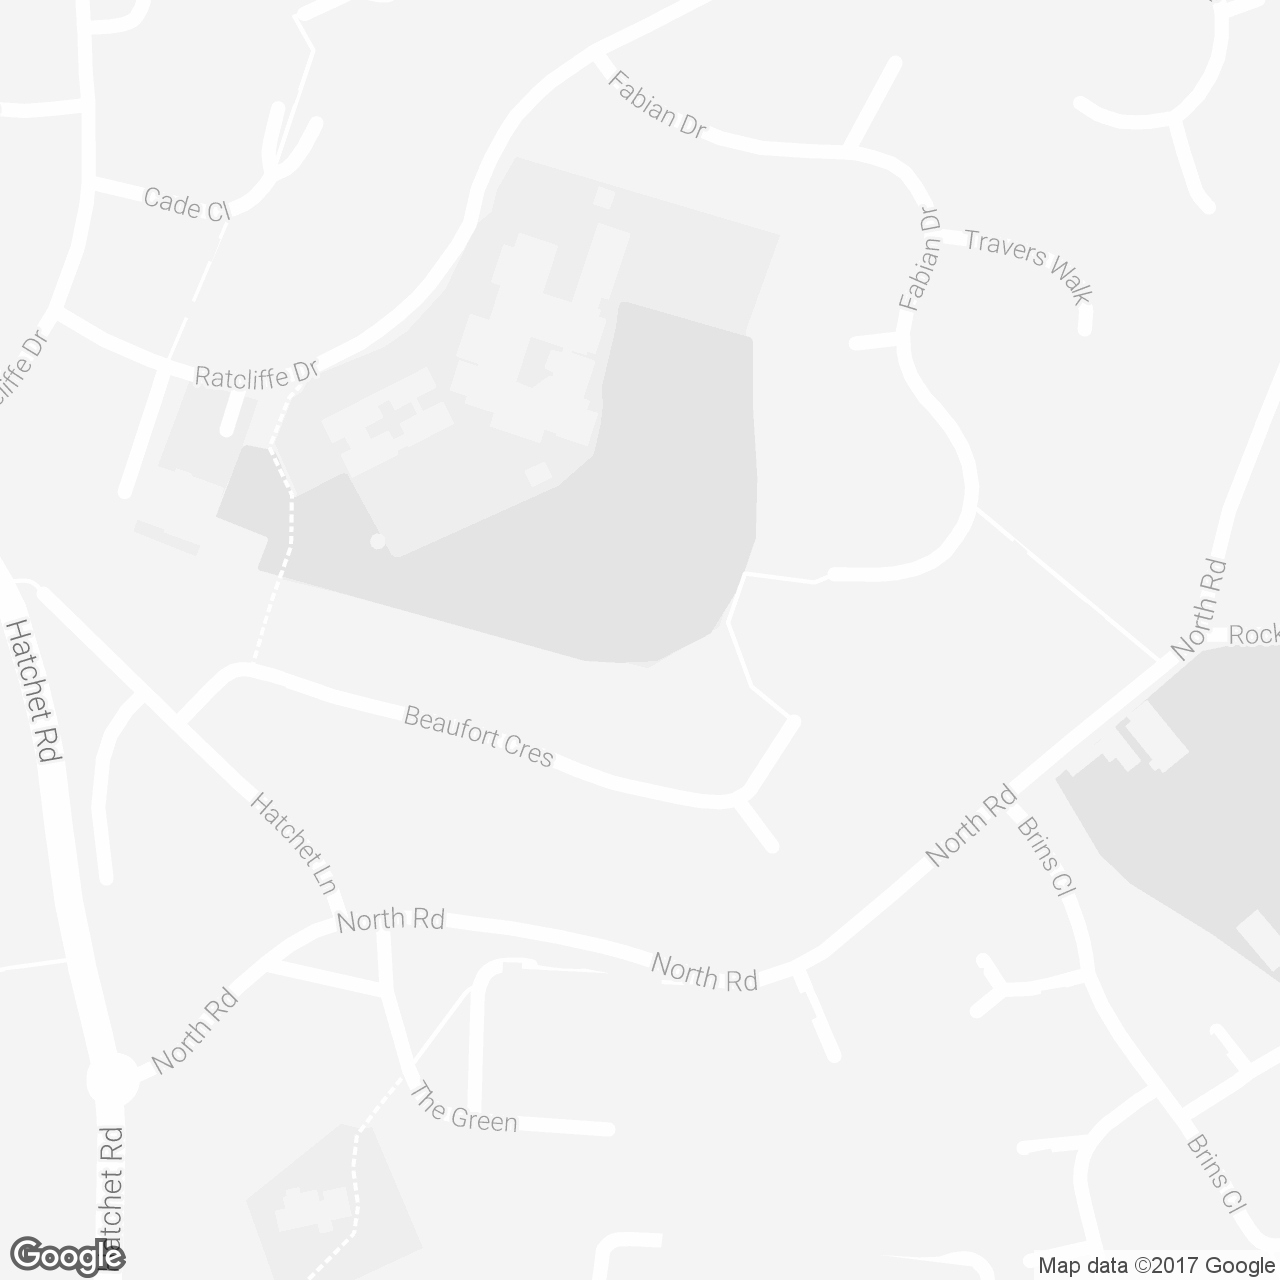 Fabian Dr
Cade Cl
Fabian Dr
Travers Walk
Ratcliffe Dr
cliffe Dr
North Rd
Rock
Hatchet Rd
Beaufort Cres
Hatchet Ln
North Rd
Brins Cl
North Rd
North Rd
North Rd
The Green
Hatchet Rd
Brins Cl
Google
Map data ©2017 Google